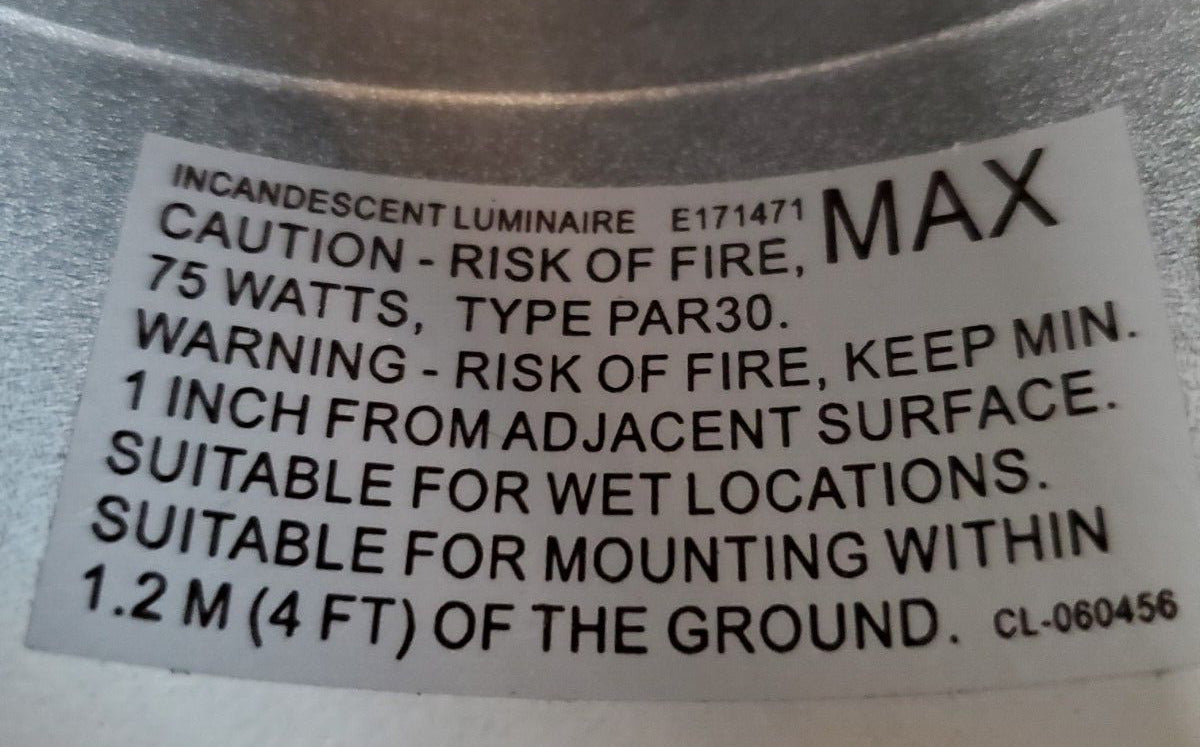 INCANDESCENT LUMINAIRE E171471 MAX
CAUTION - RISK OF FIRE,
75 WATTS, TYPE PAR30.
WARNING - RISK OF FIRE, KEEP MIN.
1 INCH FROM ADJACENT SURFACE.
SUITABLE FOR WET LOCATIONS.
SUITABLE FOR MOUNTING WITHIN
1.2 M (4 FT) OF THE GROUND. CL-060456